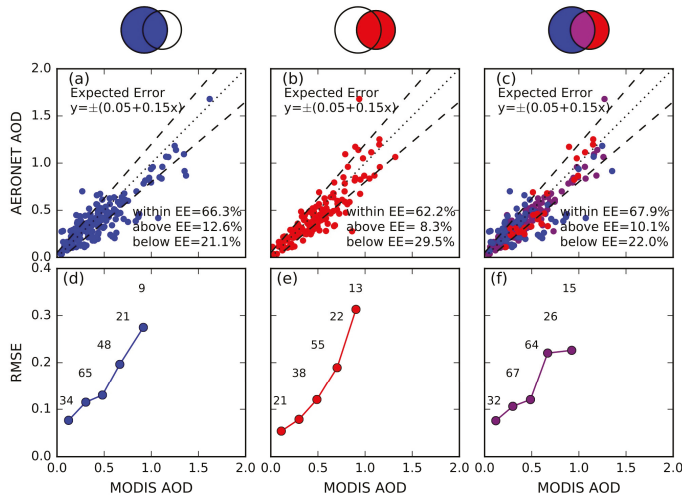 (a)
Expected Error
y=±(0.05+0.15x)
within EE=66.3%
above EE=12.6%
below EE=21.1%
(b)
Expected Error
y=±(0.05+0.15x)
within EE=62.2%
above EE= 8.3%
below EE=29.5%
(c)
Expected Error
y=±(0.05+0.15x)
within EE=67.9%
above EE=10.1%
below EE=22.0%
AERONET AOD
2.0
1.5
1.0
0.5
0.0
(d)
34
65
48
21
9
(e)
21
38
55
22
13
(f)
32
67
64
26
15
RMSE
0.4
0.3
0.2
0.1
0.0
0.0 0.5 1.0 1.5 2.0
0.0 0.5 1.0 1.5 2.0
0.0 0.5 1.0 1.5 2.0
MODIS AOD
MODIS AOD
MODIS AOD